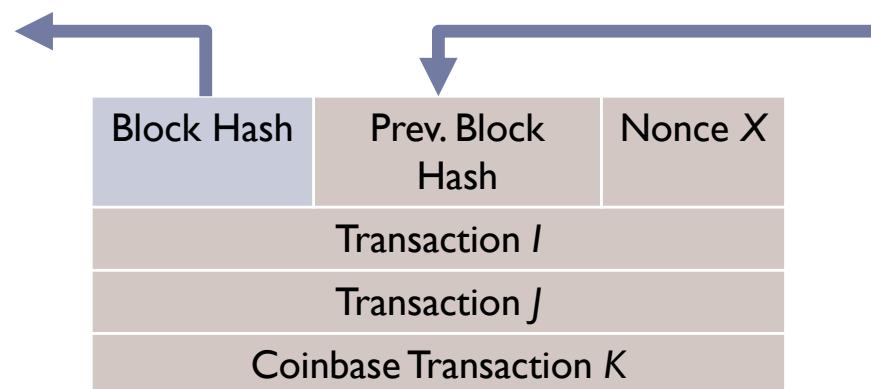 Block Hash
Prev. Block
Hash
Nonce X
Transaction I
Transaction J
Coinbase Transaction K